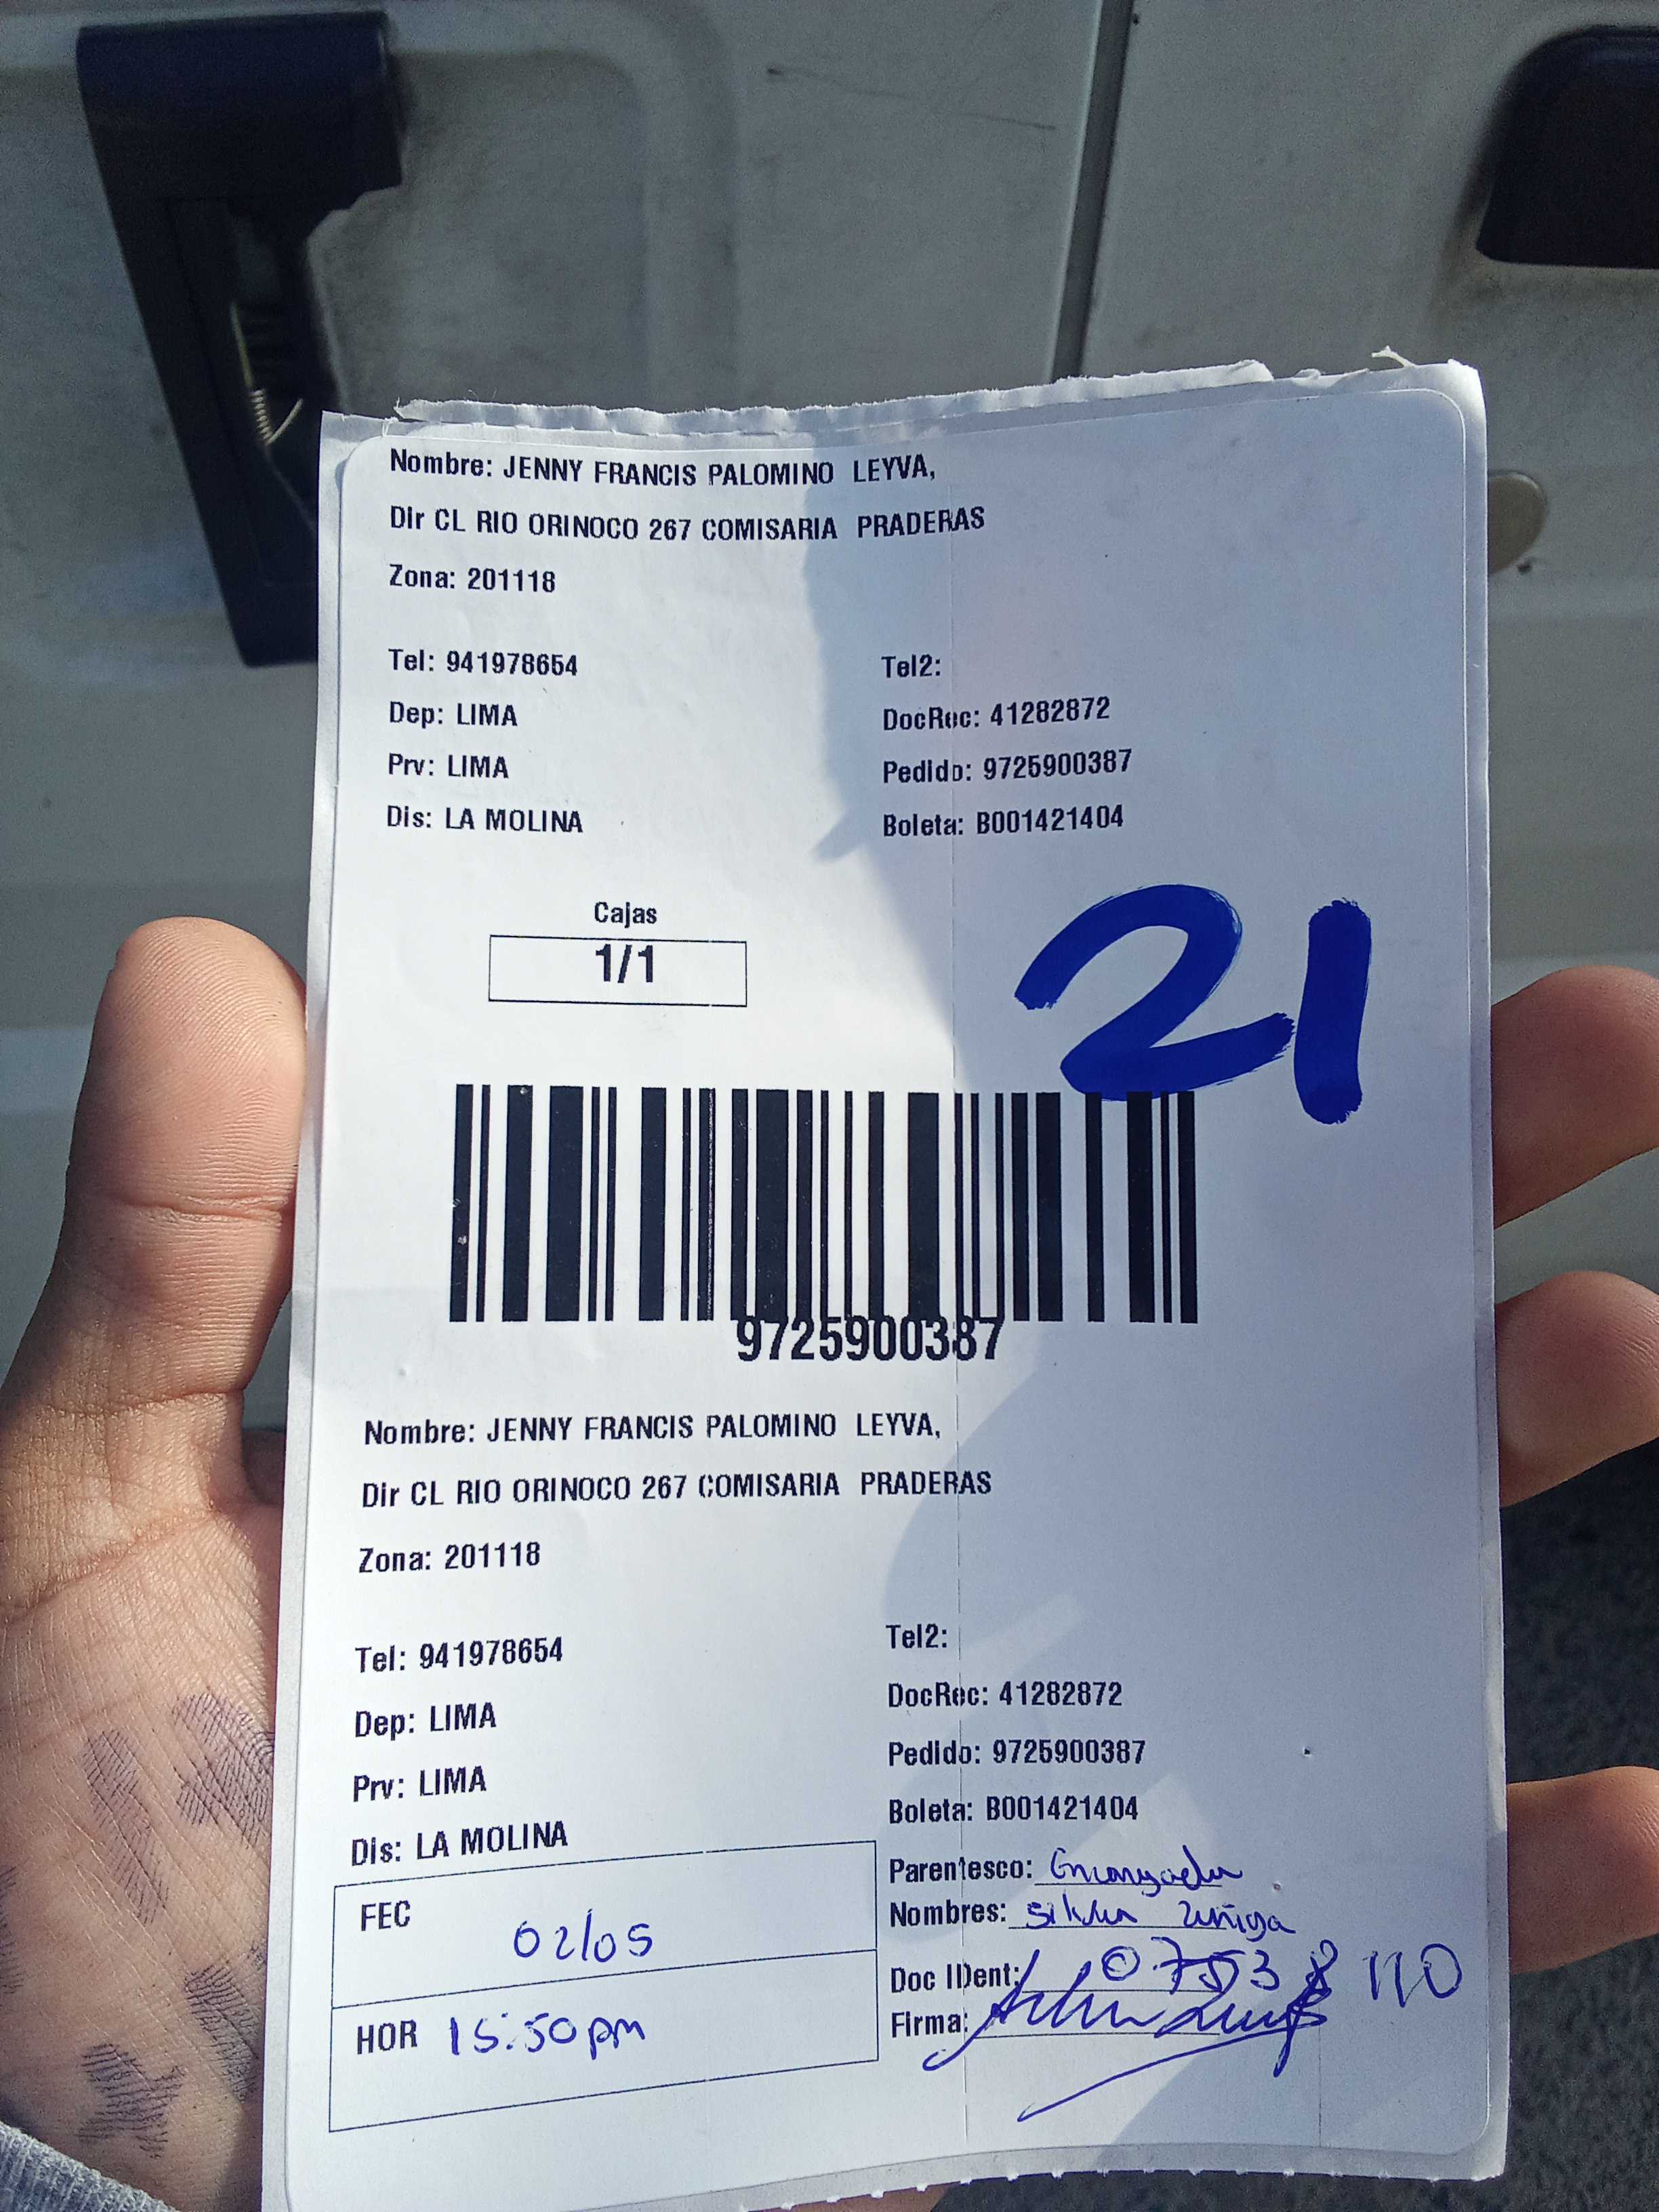 Nombre: JENNY FRANCIS PALOMINO LEYVA,
Dir CL RIO ORINOCO 267 COMISARIA PRADERAS
Zona: 201118
Tel: 941978654 Tel2:
Dep: LIMA DocRec: 41282872
Prv: LIMA Pedido: 9725900387
Dis: LA MOLINA Boleta: B001421404
Cajas
1/1
21
9725900387
Nombre: JENNY FRANCIS PALOMINO LEYVA,
Dir CL RIO ORINOCO 267 COMISARIA PRADERAS
Zona: 201118
Tel: 941978654 Tel2:
Dep: LIMA DocRec: 41282872
Prv: LIMA Pedido: 9725900387
Dis: LA MOLINA Boleta: B001421404
Parentesco: Encargada
FEC 02/05 Nombres: Silvia Zuñiga
Doc IDent: 07538110
HOR 15:50pm Firma: